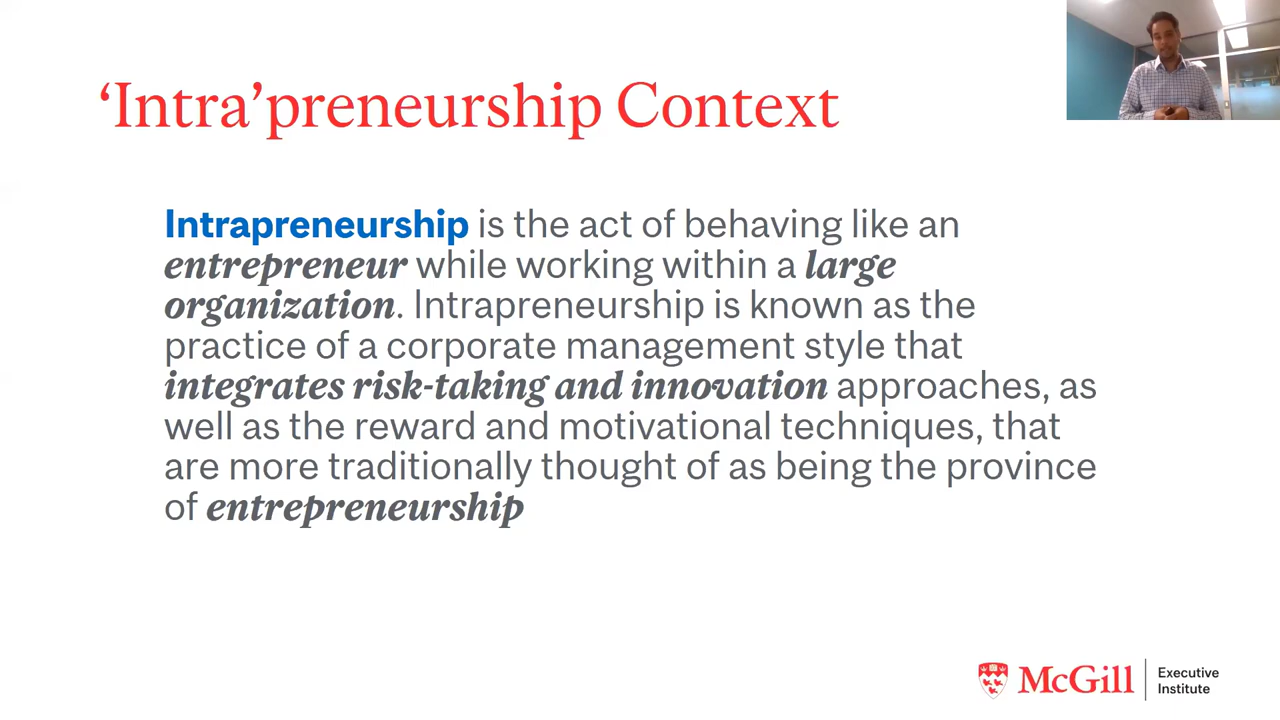 ‘Intra’preneurship Context
Intrapreneurship is the act of behaving like an
entrepreneur while working within a large
organization. Intrapreneurship is known as the
practice of a corporate management style that
integrates risk-taking and innovation approaches, as
well as the reward and motivational techniques, that
are more traditionally thought of as being the province
of entrepreneurship
McGill
Executive
Institute